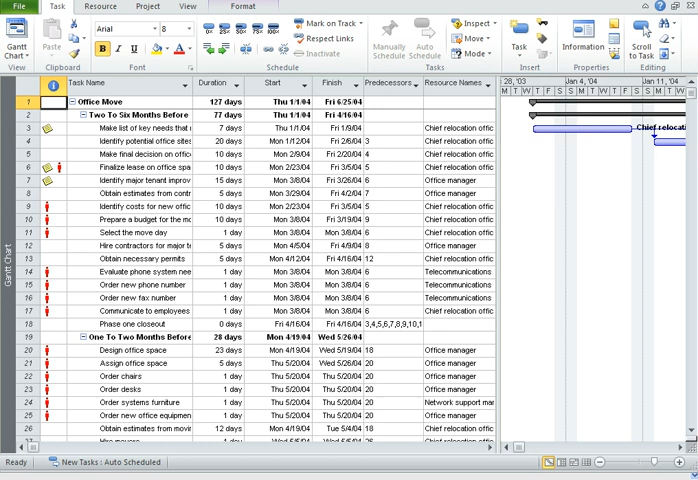 File Task Resource Project View Format
Arial 8
Mark on Track
Respect Links
Inactivate
Gantt Chart
Paste
B I U
Manually Schedule
Auto Schedule
Inspect
Move
Mode
Task
Information
Scroll to Task
View Clipboard Font Schedule Tasks Insert Properties Editing
Task Name Duration Start Finish Predecessors Resource Names
28, '03 Jan 4, '04 Jan 11, '04
M T W T F S S M T W T F S S M T W
1 Office Move 127 days Thu 1/1/04 Fri 6/25/04
2 Two To Six Months Before 77 days Thu 1/1/04 Fri 4/16/04
3 Make list of key needs that 7 days Thu 1/1/04 Fri 1/9/04 Chief relocation offic
Chief relocati
4 Identify potential office sites 20 days Mon 1/12/04 Fri 2/6/04 3 Chief relocation offic
5 Make final decision on offic 10 days Mon 2/9/04 Fri 2/20/04 4 Chief relocation offic
6 Finalize lease on office spa 10 days Mon 2/23/04 Fri 3/5/04 5 Chief relocation offic
7 Identify major tenant improv 15 days Mon 3/8/04 Fri 3/26/04 6 Office manager
8 Obtain estimates from contr 5 days Mon 3/29/04 Fri 4/2/04 7 Office manager
9 Identify costs for new offic 10 days Mon 2/23/04 Fri 3/5/04 5 Chief relocation offic
10 Prepare a budget for the mo 10 days Mon 3/8/04 Fri 3/19/04 9 Chief relocation offic
11 Select the move day 1 day Mon 3/8/04 Mon 3/8/04 6 Chief relocation offic
12 Hire contractors for major t 5 days Mon 4/5/04 Fri 4/9/04 8 Office manager
13 Obtain necessary permits 5 days Mon 4/12/04 Fri 4/16/04 12 Chief relocation offic
14 Evaluate phone system nee 1 day Mon 3/8/04 Mon 3/8/04 6 Telecommunications
15 Order new phone number 1 day Mon 3/8/04 Mon 3/8/04 6 Telecommunications
16 Order new fax number 1 day Mon 3/8/04 Mon 3/8/04 6 Telecommunications
17 Communicate to employees 1 day Mon 3/8/04 Mon 3/8/04 6 Chief relocation offic
18 Phase one closeout 0 days Fri 4/16/04 Fri 4/16/04 3,4,5,6,7,8,9,10,1
19 One To Two Months Before 28 days Mon 4/19/04 Wed 5/26/04
20 Design office space 23 days Mon 4/19/04 Wed 5/19/04 18 Office manager
21 Assign office space 5 days Thu 5/20/04 Wed 5/26/04 20 Office manager
22 Order chairs 1 day Thu 5/20/04 Thu 5/20/04 20 Office manager
23 Order desks 1 day Thu 5/20/04 Thu 5/20/04 20 Office manager
24 Order systems furniture 1 day Thu 5/20/04 Thu 5/20/04 20 Network support ma
25 Order new office equipmen 1 day Thu 5/20/04 Thu 5/20/04 20 Office manager
26 Obtain estimates from movi 12 days Mon 4/19/04 Tue 5/4/04 18 Office manager
Gantt Chart
Ready New Tasks : Auto Scheduled